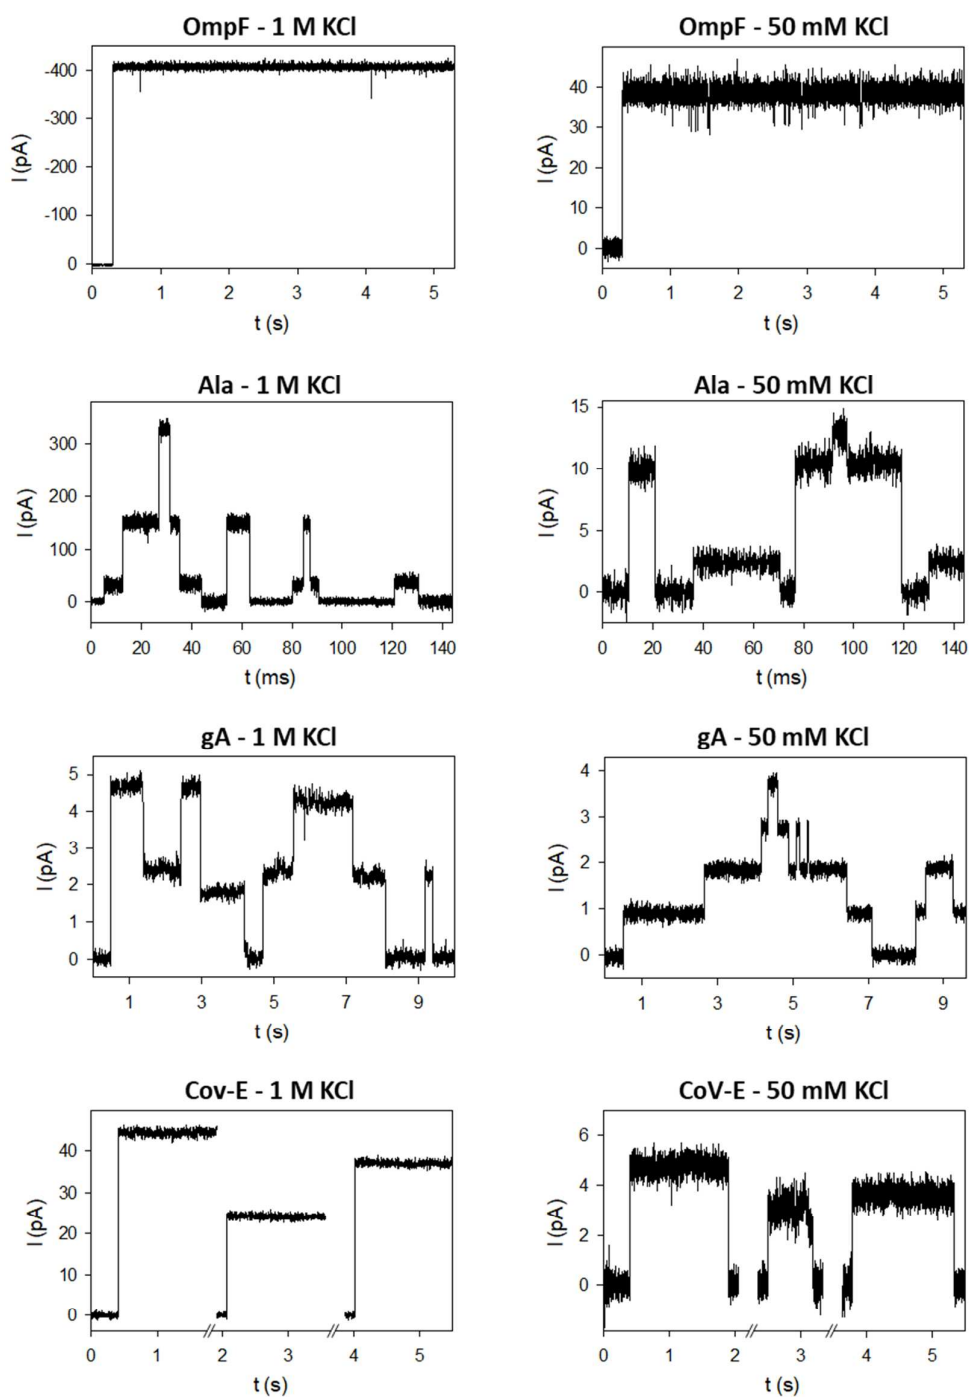 OmpF - 1 M KCl
-400
-300
-200
-100
0
I (pA)
0 1 2 3 4 5
t (s)
OmpF - 50 mM KCl
40
30
20
10
0
I (pA)
0 1 2 3 4 5
t (s)
Ala - 1 M KCl
300
200
100
0
I (pA)
0 20 40 60 80 100 120 140
t (ms)
Ala - 50 mM KCl
15
10
5
0
I (pA)
0 20 40 60 80 100 120 140
t (ms)
gA - 1 M KCl
5
4
3
2
1
0
I (pA)
1 3 5 7 9
t (s)
gA - 50 mM KCl
4
3
2
1
0
I (pA)
1 3 5 7 9
t (s)
Cov-E - 1 M KCl
40
30
20
10
0
I (pA)
0 1 2 3 4 5
t (s)
CoV-E - 50 mM KCl
6
4
2
0
I (pA)
0 1 2 3 4 5
t (s)